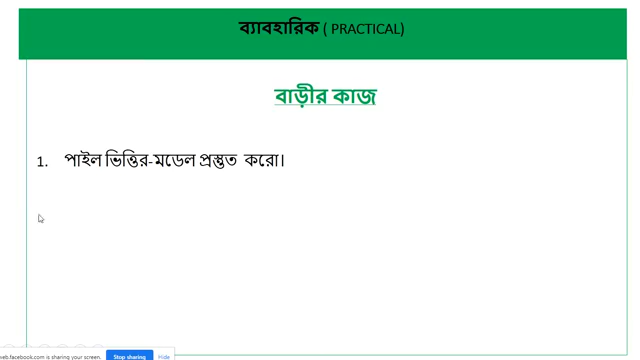 ব্যাবহারিক ( PRACTICAL)
বাড়ীর কাজ
1. পাইল ভিত্তির-মডেল প্রস্তুত করো।
web.facebook.com is sharing your screen. Stop sharing Hide